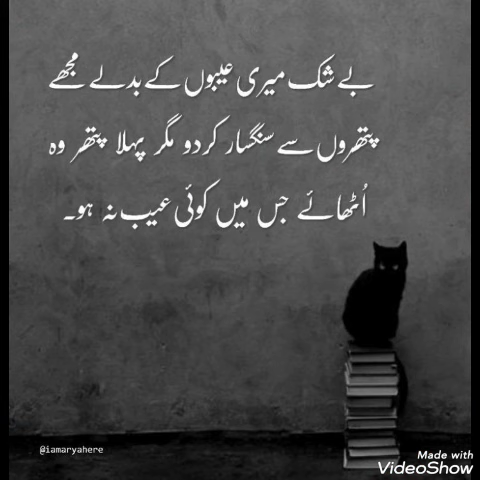 بے شک میری عیبوں کے بدلے مجھے
پتھروں سے سنگسار کردو مگر پہلا پتھر وہ
اُٹھائے جس میں کوئی عیب نہ ہو۔
@iamaryahere
Made with
VideoShow